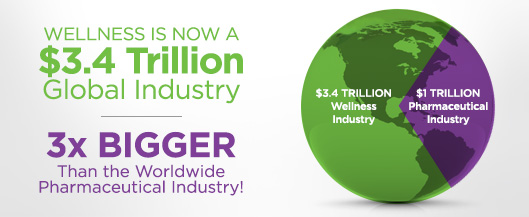 WELLNESS IS NOW A
$3.4 Trillion
Global Industry
3x BIGGER
Than the Worldwide
Pharmaceutical Industry!
$3.4 TRILLION
Wellness
Industry
$1 TRILLION
Pharmaceutical
Industry